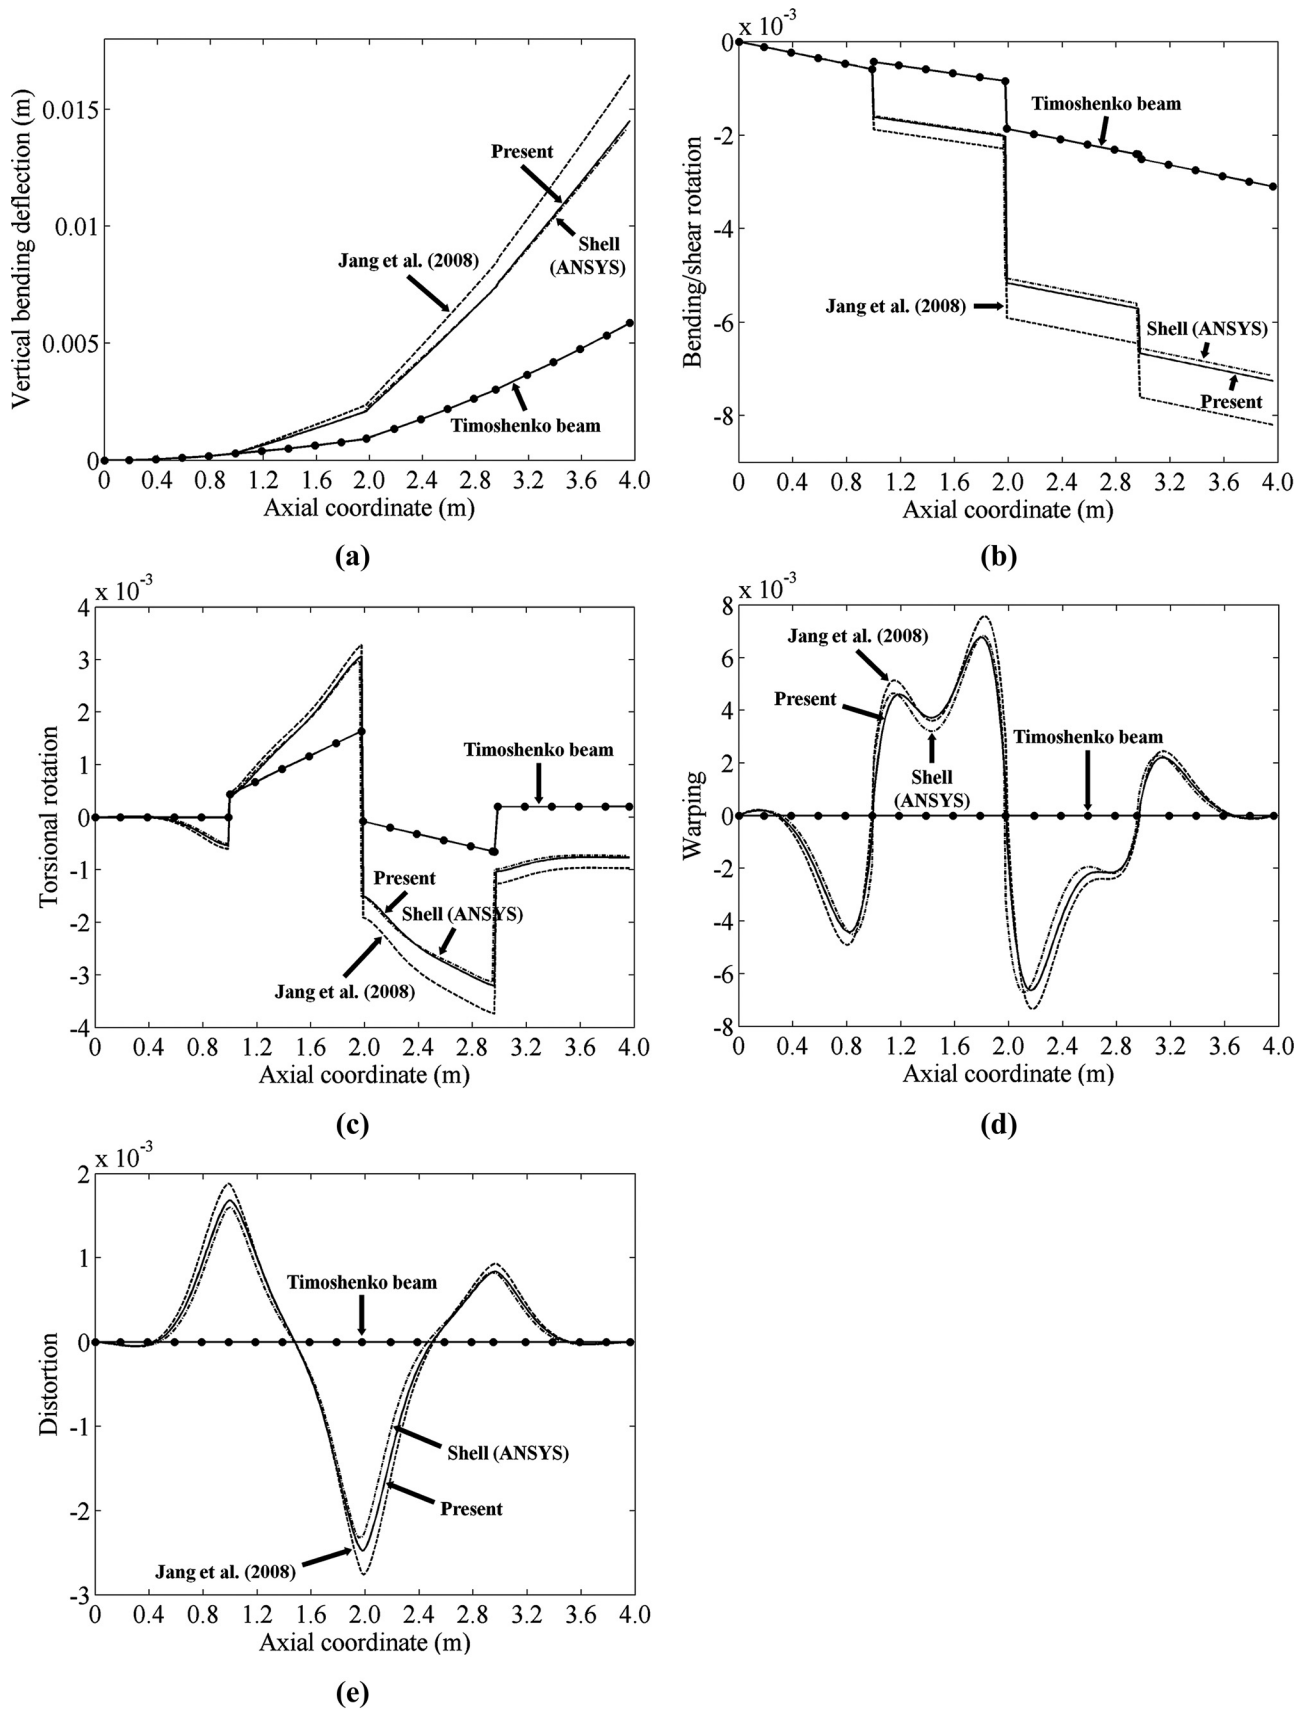 Vertical bending deflection (m)
0.015
0.01
0.005
0
Present
Shell
(ANSYS)
Jang et al. (2008)
Timoshenko beam
0 0.4 0.8 1.2 1.6 2.0 2.4 2.8 3.2 3.6 4.0
Axial coordinate (m)
(a)
x 10-3
Bending/shear rotation
0
-2
-4
-6
-8
Timoshenko beam
Jang et al. (2008)
Shell (ANSYS)
Present
0 0.4 0.8 1.2 1.6 2.0 2.4 2.8 3.2 3.6 4.0
Axial coordinate (m)
(b)
x 10-3
Torsional rotation
4
3
2
1
0
-1
-2
-3
-4
Timoshenko beam
Present
Shell (ANSYS)
Jang et al. (2008)
0 0.4 0.8 1.2 1.6 2.0 2.4 2.8 3.2 3.6 4.0
Axial coordinate (m)
(c)
x 10-3
Warping
8
6
4
2
0
-2
-4
-6
-8
Jang et al. (2008)
Present
Timoshenko beam
Shell
(ANSYS)
0 0.4 0.8 1.2 1.6 2.0 2.4 2.8 3.2 3.6 4.0
Axial coordinate (m)
(d)
x 10-3
Distortion
2
1
0
-1
-2
-3
Timoshenko beam
Shell (ANSYS)
Present
Jang et al. (2008)
0 0.4 0.8 1.2 1.6 2.0 2.4 2.8 3.2 3.6 4.0
Axial coordinate (m)
(e)